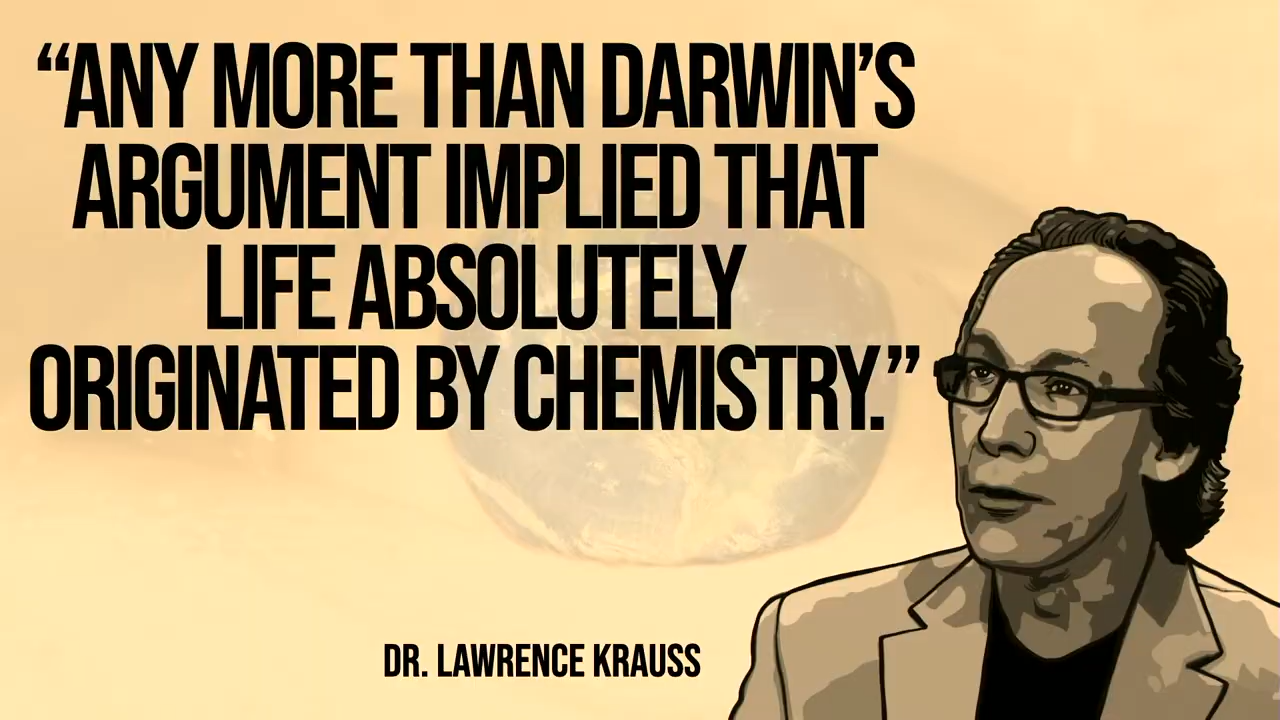 “ANY MORE THAN DARWIN’S
ARGUMENT IMPLIED THAT
LIFE ABSOLUTELY
ORIGINATED BY CHEMISTRY.”
DR. LAWRENCE KRAUSS